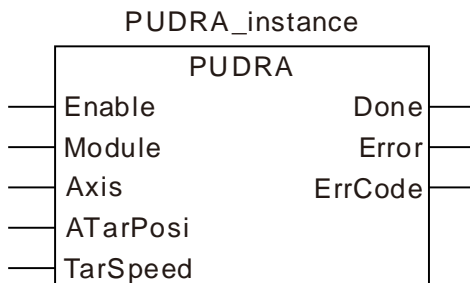 PUDRA_instance
PUDRA
Enable Done
Module Error
Axis ErrCode
ATarPosi
TarSpeed